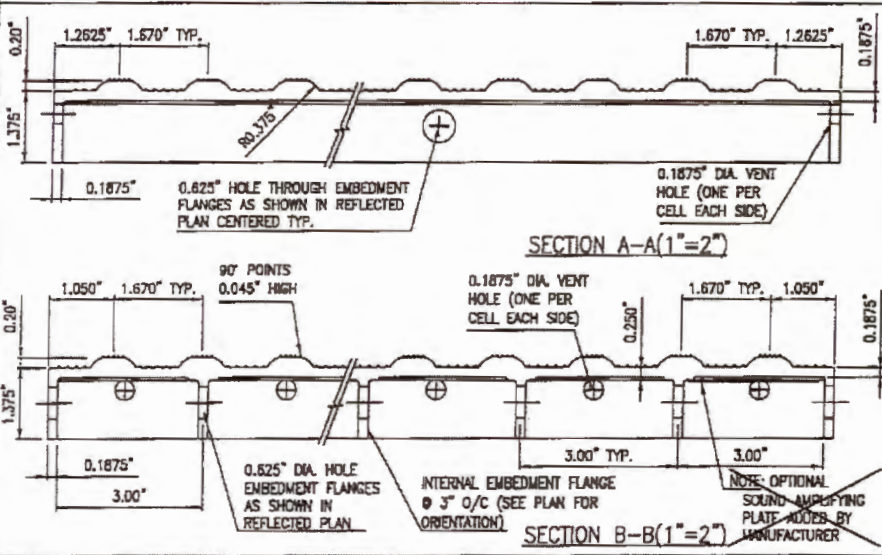 1.2625" 1.670" TYP. 1.670" TYP. 1.2625"
0.20"
0.1875"
1.375"
R0.375"
0.1875"
0.625" HOLE THROUGH EMBEDMENT
FLANGES AS SHOWN IN REFLECTED
PLAN CENTERED TYP.
0.1875" DIA. VENT
HOLE (ONE PER
CELL EACH SIDE)
SECTION A-A(1"=2")
90° POINTS
0.045" HIGH
0.1875" DIA. VENT
HOLE (ONE PER
CELL EACH SIDE)
1.050" 1.670" TYP. 1.670" TYP. 1.050"
0.20"
0.250"
0.1875"
1.375"
0.1875"
3.00"
0.625" DIA. HOLE
EMBEDMENT FLANGES
AS SHOWN IN
REFLECTED PLAN
INTERNAL EMBEDMENT FLANGE
@ 3" O/C (SEE PLAN FOR
ORIENTATION)
3.00" TYP. 3.00"
NOTE: OPTIONAL
SOUND AMPLIFYING
PLATE ADDED BY
MANUFACTURER
SECTION B-B(1"=2")